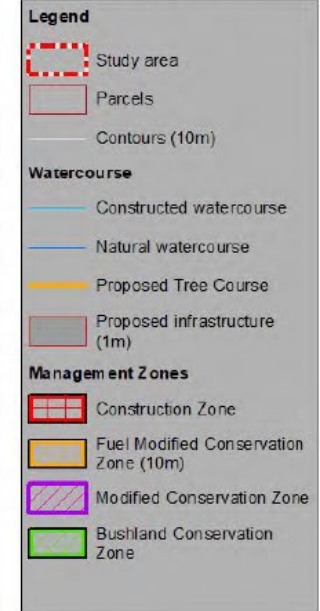 Legend
Study area
Parcels
Contours (10m)
Watercourse
Constructed watercourse
Natural watercourse
Proposed Tree Course
Proposed infrastructure
(1m)
Management Zones
Construction Zone
Fuel Modified Conservation
Zone (10m)
Modified Conservation Zone
Bushland Conservation
Zone